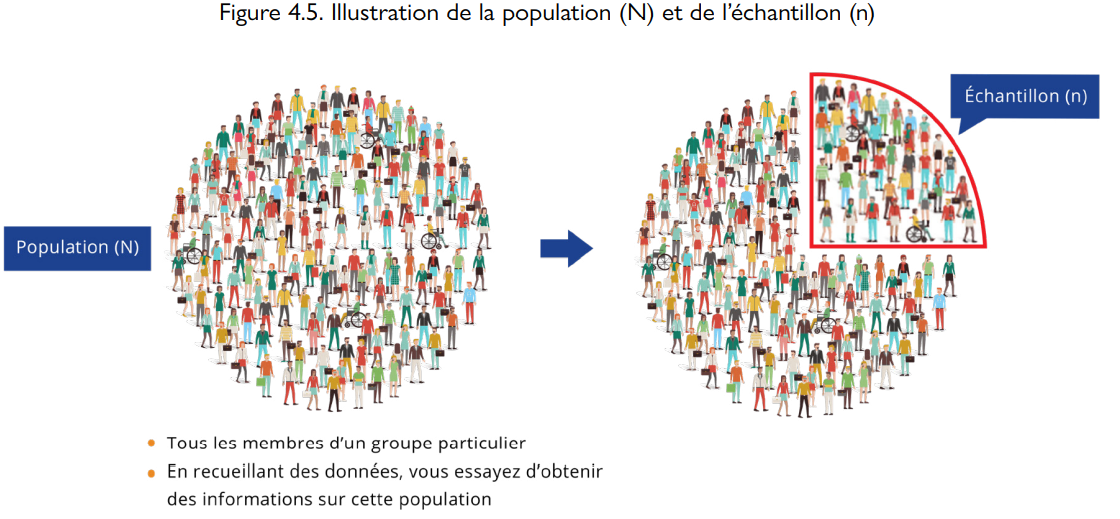 Figure 4.5. Illustration de la population (N) et de l’échantillon (n)
Échantillon (n)
Population (N)
• Tous les membres d’un groupe particulier
• En recueillant des données, vous essayez d’obtenir
des informations sur cette population